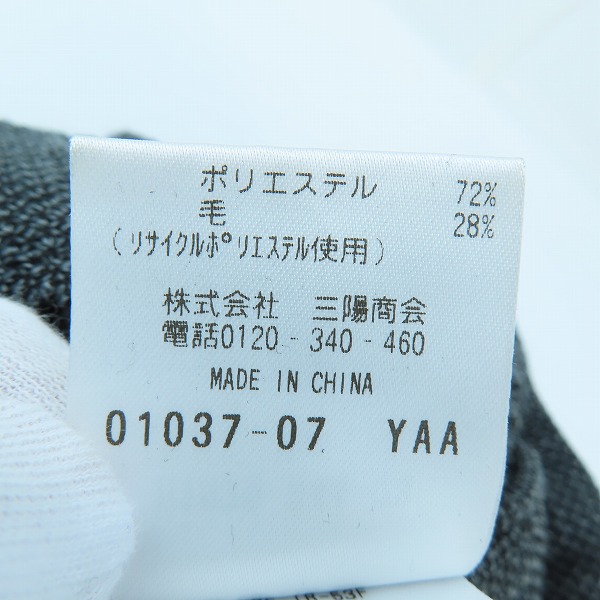 ポリエステル 72%
毛 28%
(リサイクルポリエステル使用)
株式会社 三陽商会
電話0120-340-460
MADE IN CHINA
01037-07 YAA